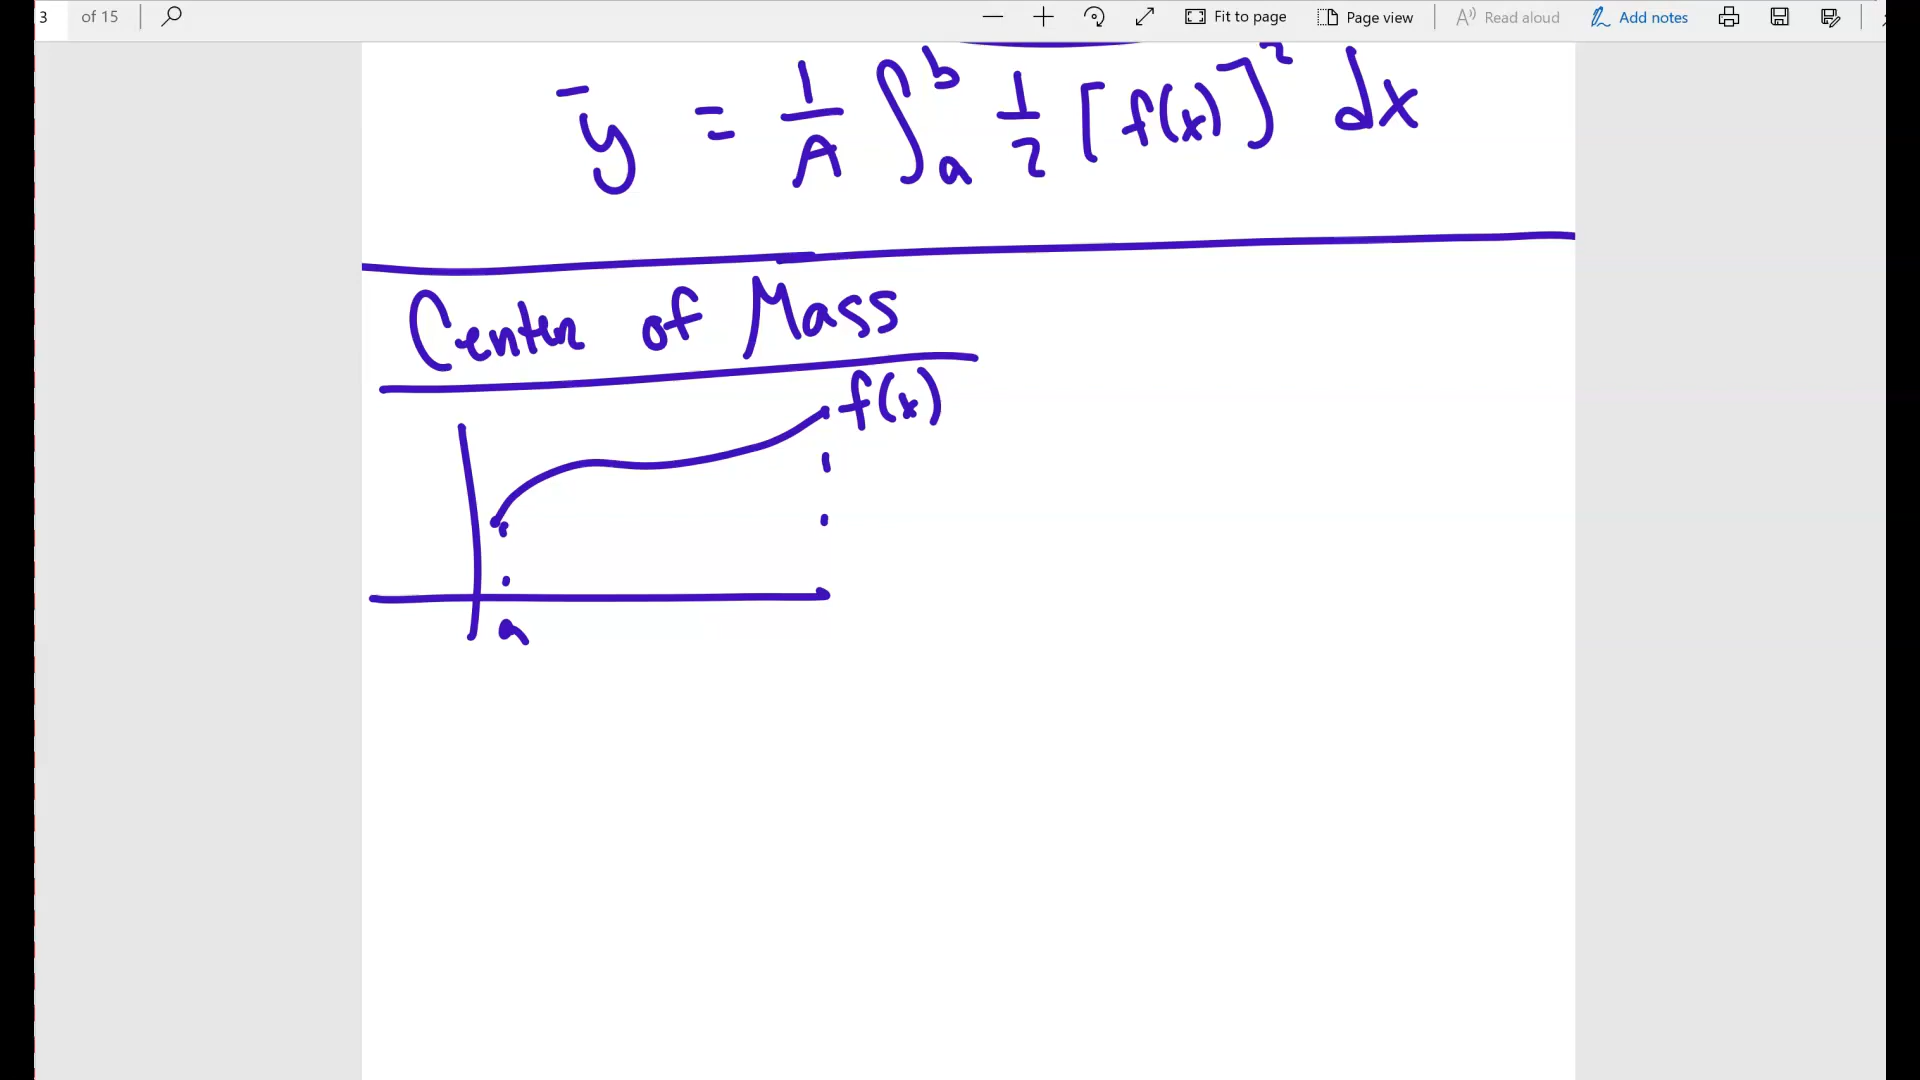 3 of 15 Fit to page Page view Read aloud Add notes
ȳ = 1/A ∫_a^b 1/2 [f(x)]² dx
Center of Mass
f(x)
a